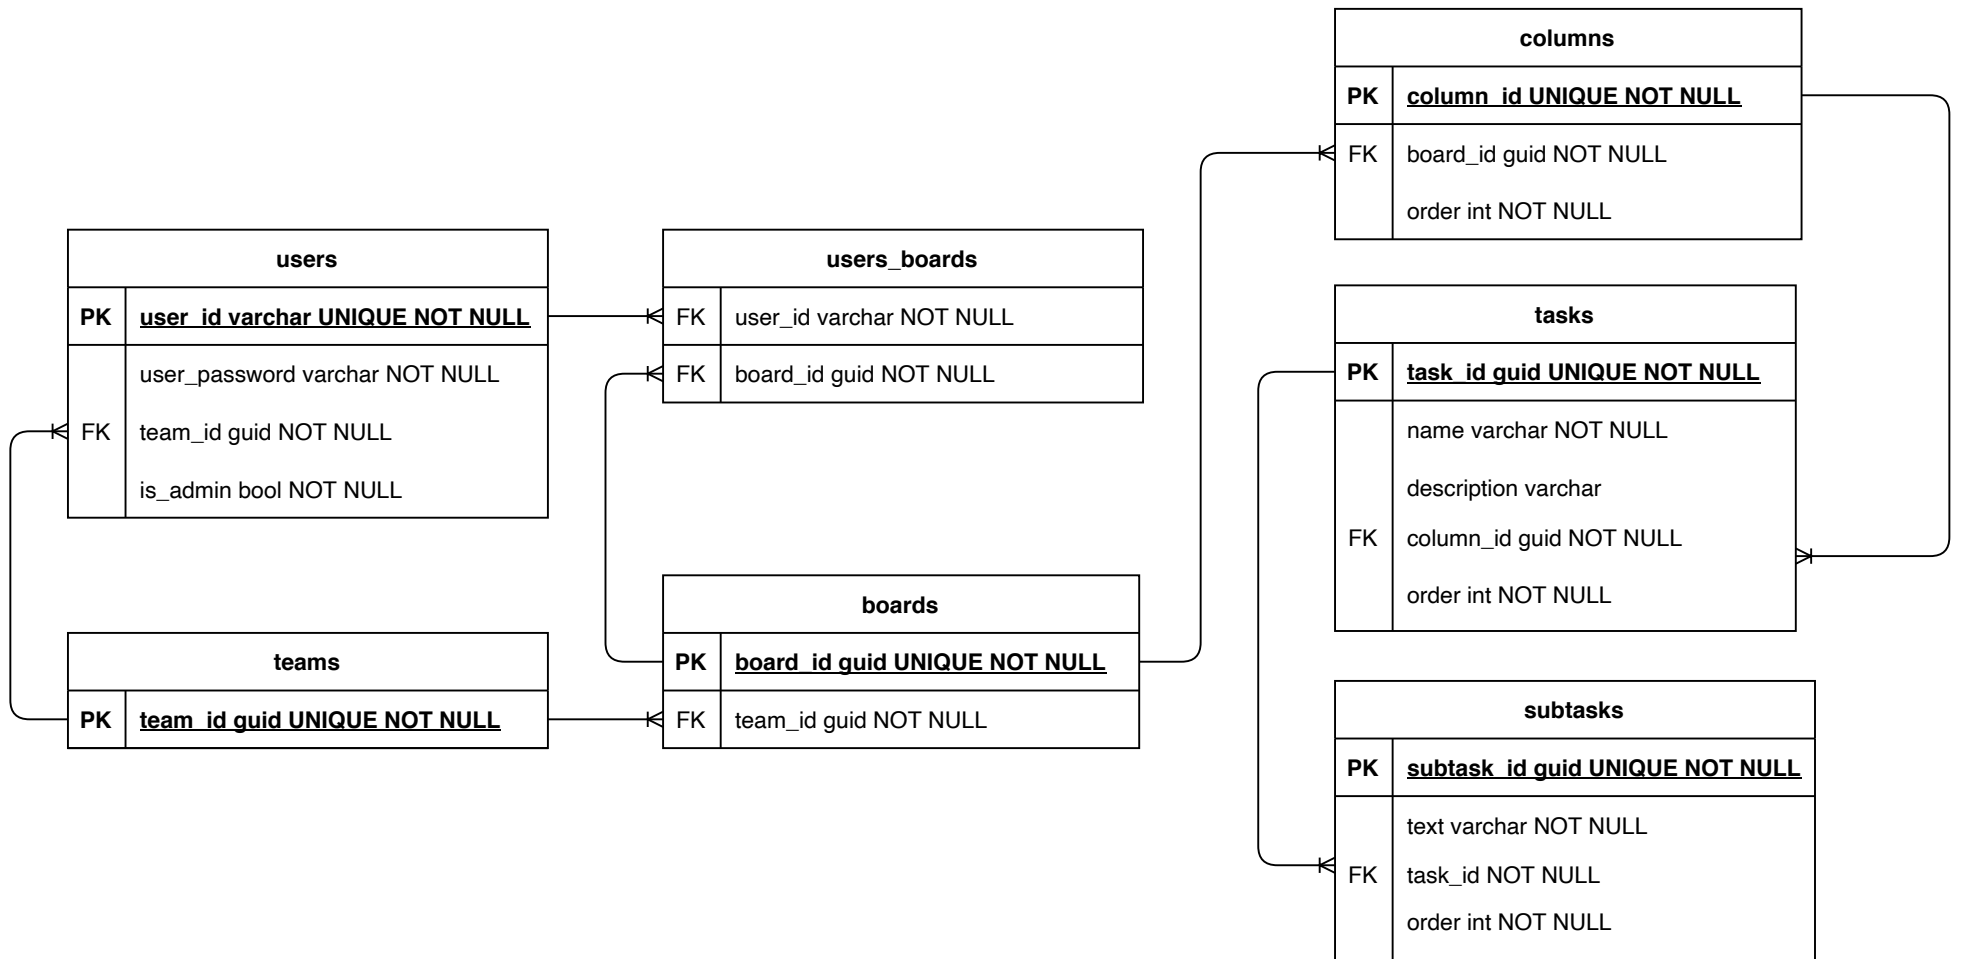 columns
PK column_id UNIQUE NOT NULL
FK board_id guid NOT NULL
order int NOT NULL
users
PK user_id varchar UNIQUE NOT NULL
user_password varchar NOT NULL
FK team_id guid NOT NULL
is_admin bool NOT NULL
users_boards
FK user_id varchar NOT NULL
FK board_id guid NOT NULL
tasks
PK task_id guid UNIQUE NOT NULL
name varchar NOT NULL
description varchar
FK column_id guid NOT NULL
order int NOT NULL
teams
PK team_id guid UNIQUE NOT NULL
boards
PK board_id guid UNIQUE NOT NULL
FK team_id guid NOT NULL
subtasks
PK subtask_id guid UNIQUE NOT NULL
text varchar NOT NULL
FK task_id NOT NULL
order int NOT NULL